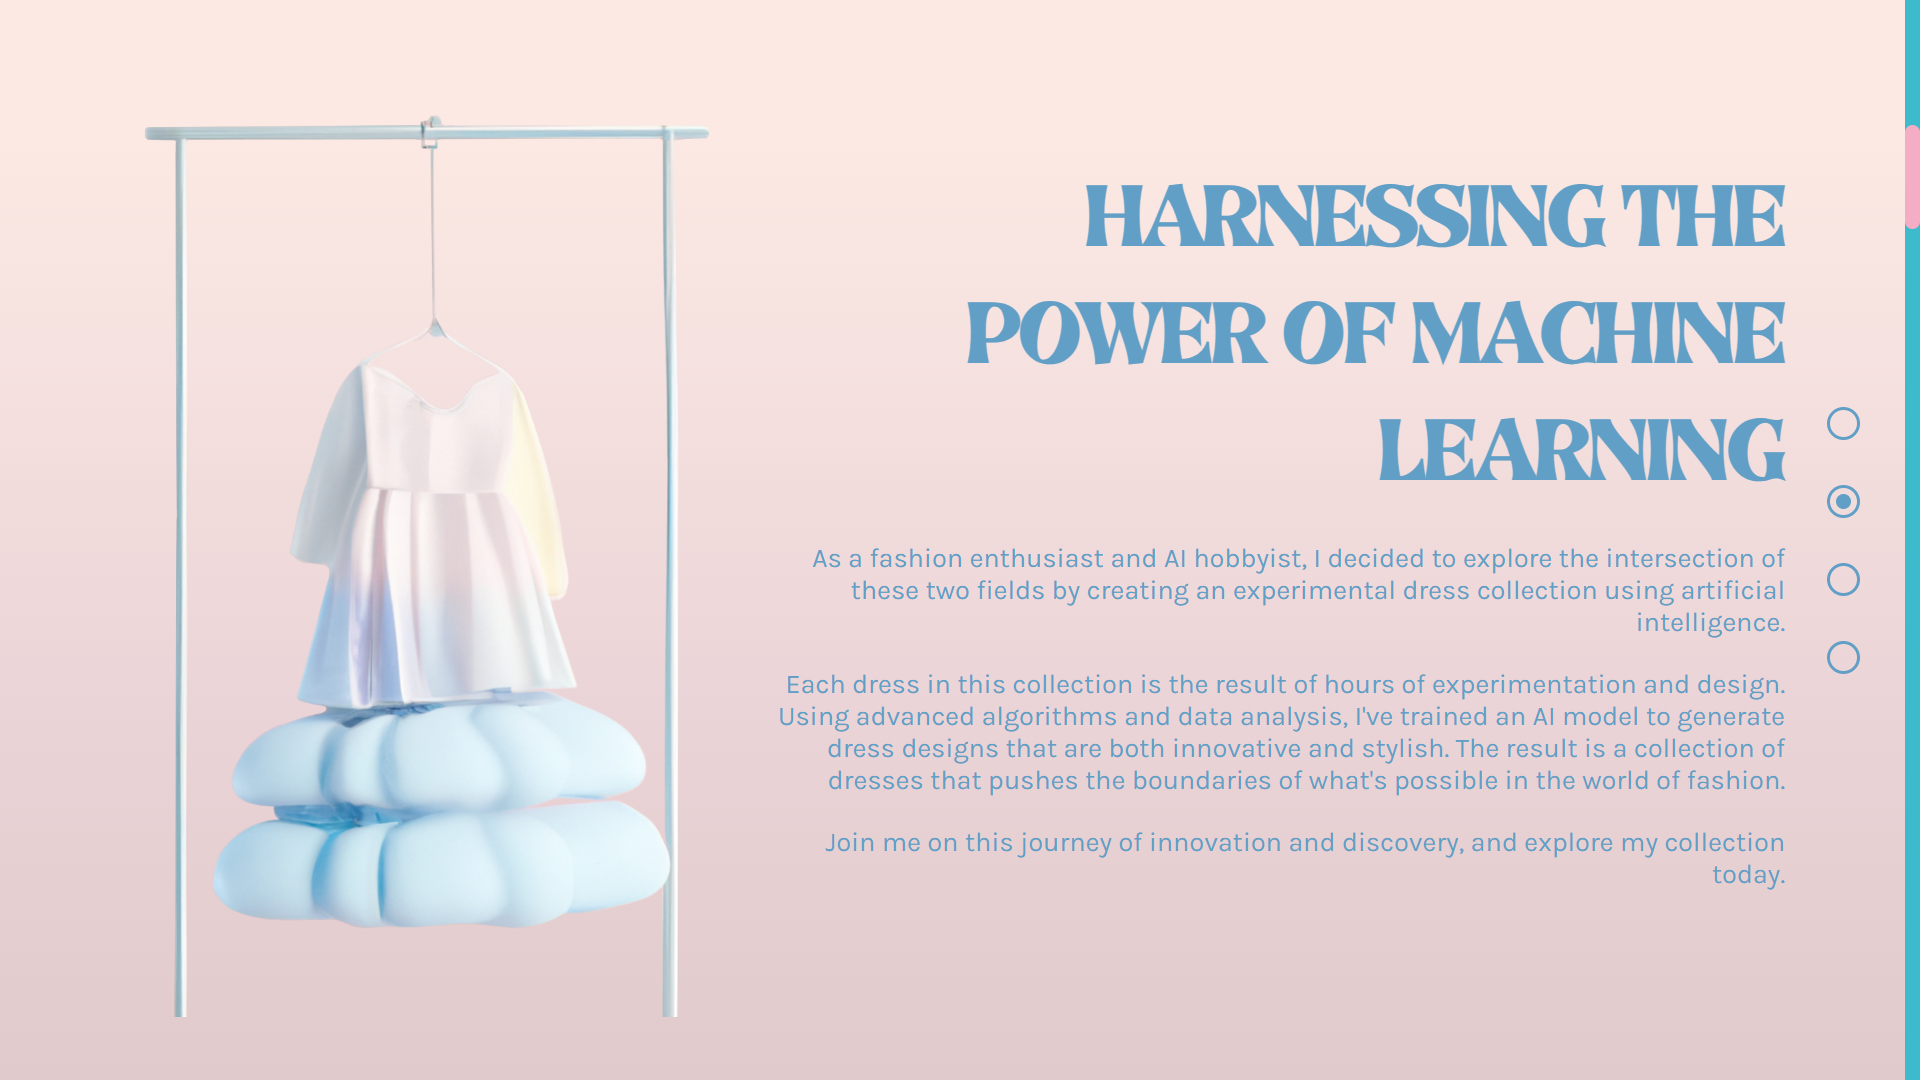 HARNESSING THE
POWER OF MACHINE
LEARNING
As a fashion enthusiast and AI hobbyist, I decided to explore the intersection of
these two fields by creating an experimental dress collection using artificial
intelligence.
Each dress in this collection is the result of hours of experimentation and design.
Using advanced algorithms and data analysis, I've trained an AI model to generate
dress designs that are both innovative and stylish. The result is a collection of
dresses that pushes the boundaries of what's possible in the world of fashion.
Join me on this journey of innovation and discovery, and explore my collection
today.